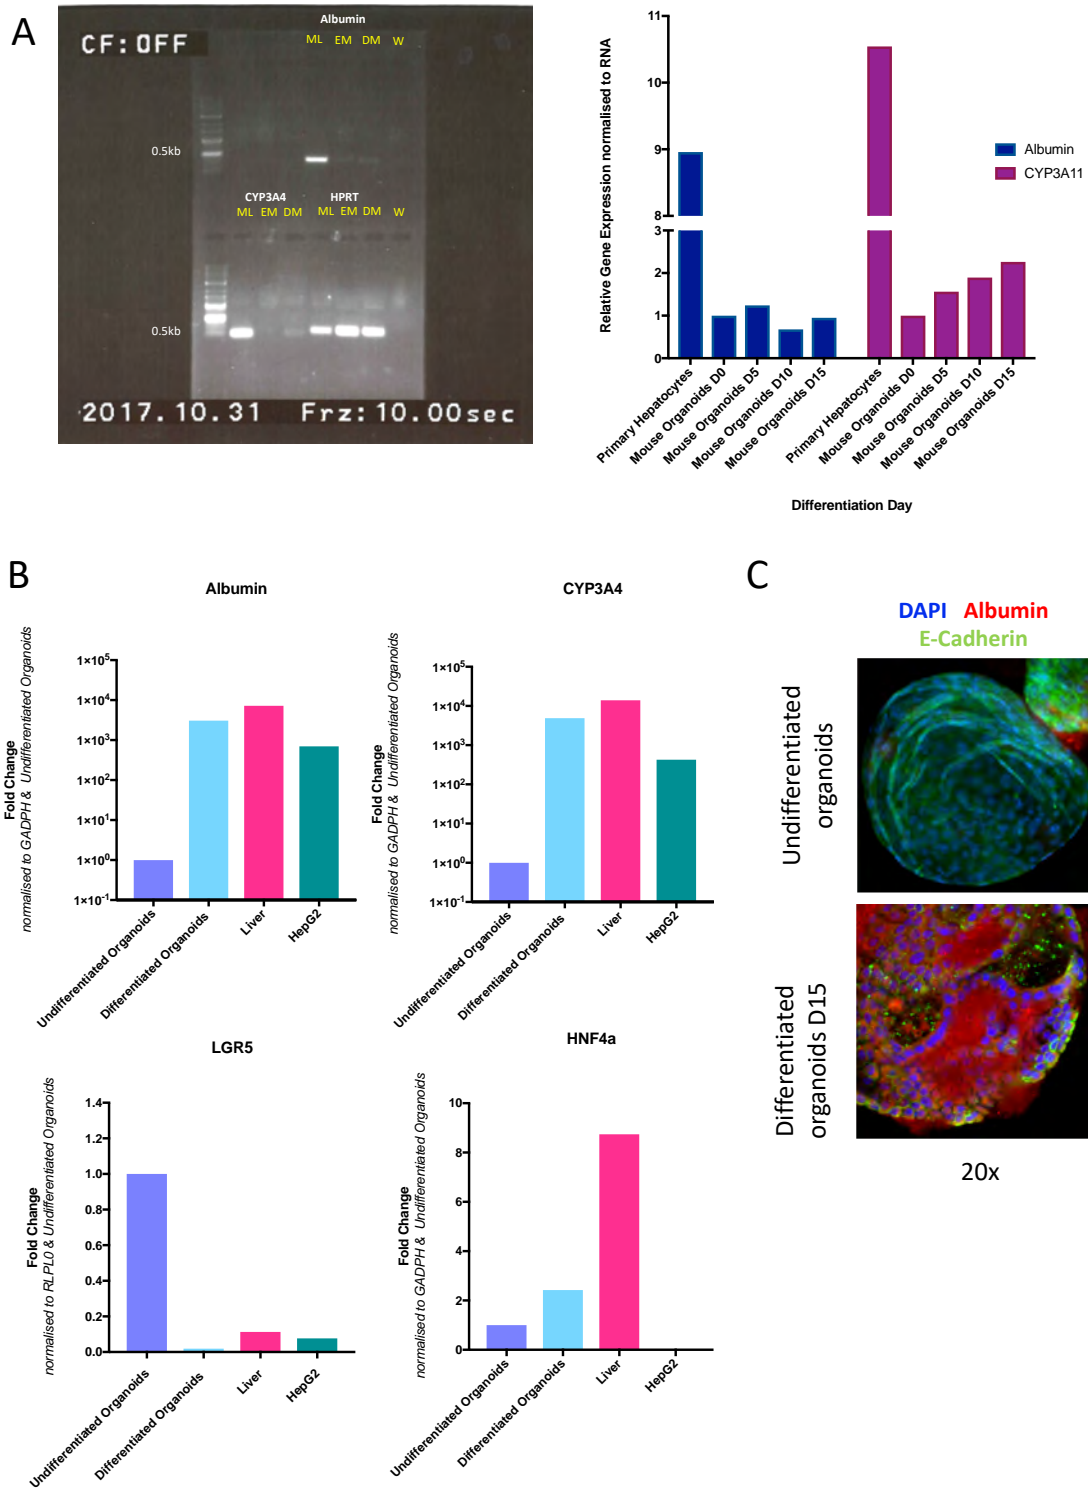 A
CF:OFF
Albumin
ML EM DM W
0.5kb
CYP3A4 HPRT
ML EM DM ML EM DM W
0.5kb
2017.10.31 Frz:10.00sec
Relative Gene Expression normalised to RNA
11
10
9
8
3
2
1
0
Albumin
CYP3A11
Primary Hepatocytes
Mouse Organoids D0
Mouse Organoids D5
Mouse Organoids D10
Mouse Organoids D15
Primary Hepatocytes
Mouse Organoids D0
Mouse Organoids D5
Mouse Organoids D10
Mouse Organoids D15
Differentiation Day
B
Albumin
Fold Change
normalised to GADPH & Undifferentiated Organoids
1×10⁵
1×10⁴
1×10³
1×10²
1×10¹
1×10⁰
1×10⁻¹
Undifferentiated Organoids
Differentiated Organoids
Liver
HepG2
CYP3A4
Fold Change
normalised to GADPH & Undifferentiated Organoids
1×10⁵
1×10⁴
1×10³
1×10²
1×10¹
1×10⁰
1×10⁻¹
Undifferentiated Organoids
Differentiated Organoids
Liver
HepG2
LGR5
Fold Change
normalised to RLPL0 & Undifferentiated Organoids
1.4
1.2
1.0
0.8
0.6
0.4
0.2
0.0
Undifferentiated Organoids
Differentiated Organoids
Liver
HepG2
HNF4a
Fold Change
normalised to GADPH & Undifferentiated Organoids
10
8
6
4
2
0
Undifferentiated Organoids
Differentiated Organoids
Liver
HepG2
C
DAPI Albumin
E-Cadherin
Undifferentiated
organoids
Differentiated
organoids D15
20x